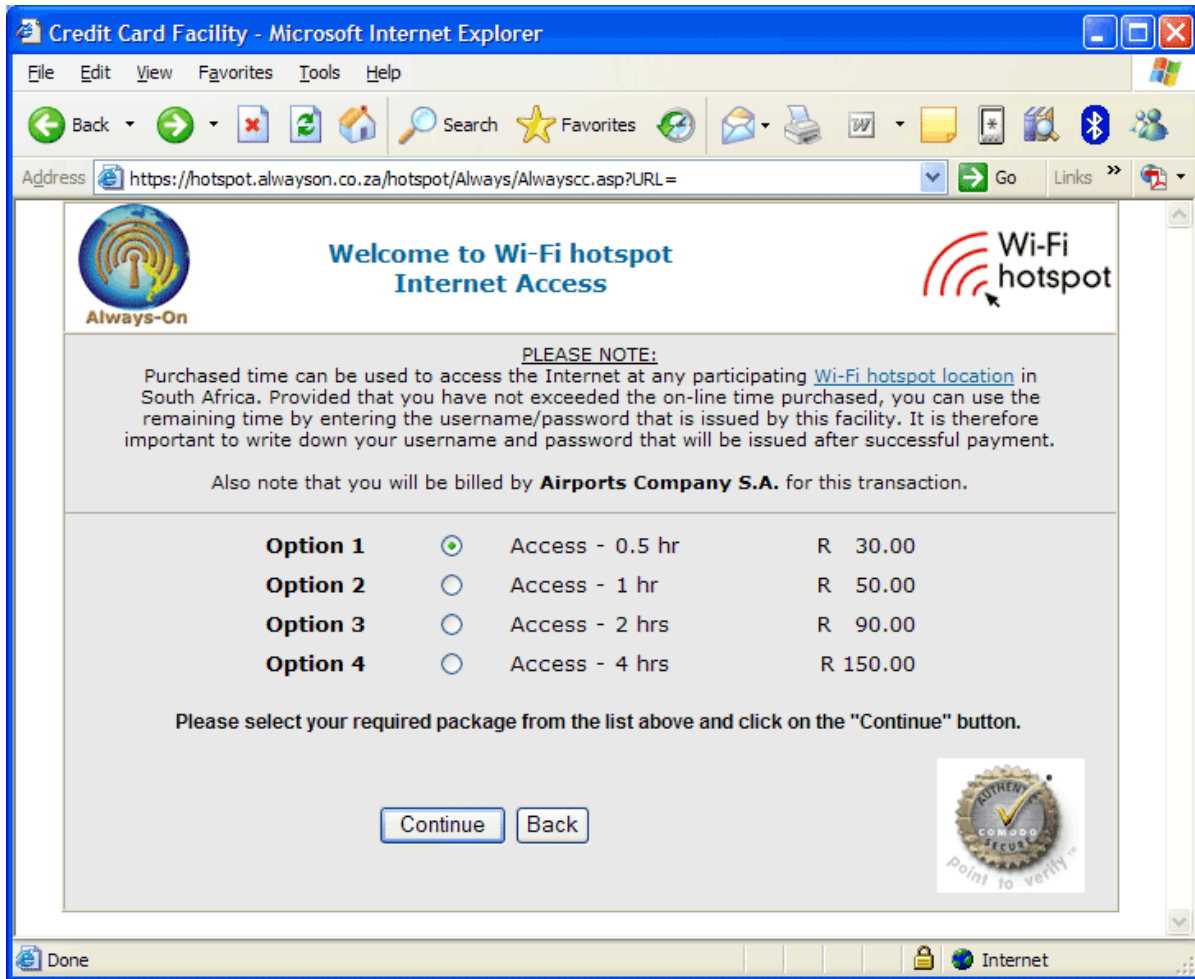 Credit Card Facility - Microsoft Internet Explorer
File Edit View Favorites Tools Help
Back Search Favorites
Address https://hotspot.alwayson.co.za/hotspot/Always/Alwayscc.asp?URL= Go Links »
Always-On
Welcome to Wi-Fi hotspot
Internet Access
Wi-Fi
hotspot
PLEASE NOTE:
Purchased time can be used to access the Internet at any participating Wi-Fi hotspot location in
South Africa. Provided that you have not exceeded the on-line time purchased, you can use the
remaining time by entering the username/password that is issued by this facility. It is therefore
important to write down your username and password that will be issued after successful payment.
Also note that you will be billed by Airports Company S.A. for this transaction.
Option 1 Access - 0.5 hr R 30.00
Option 2 Access - 1 hr R 50.00
Option 3 Access - 2 hrs R 90.00
Option 4 Access - 4 hrs R 150.00
Please select your required package from the list above and click on the "Continue" button.
Continue Back
AUTHENTIC
COMODO
SECURE
point to verify™
Done Internet